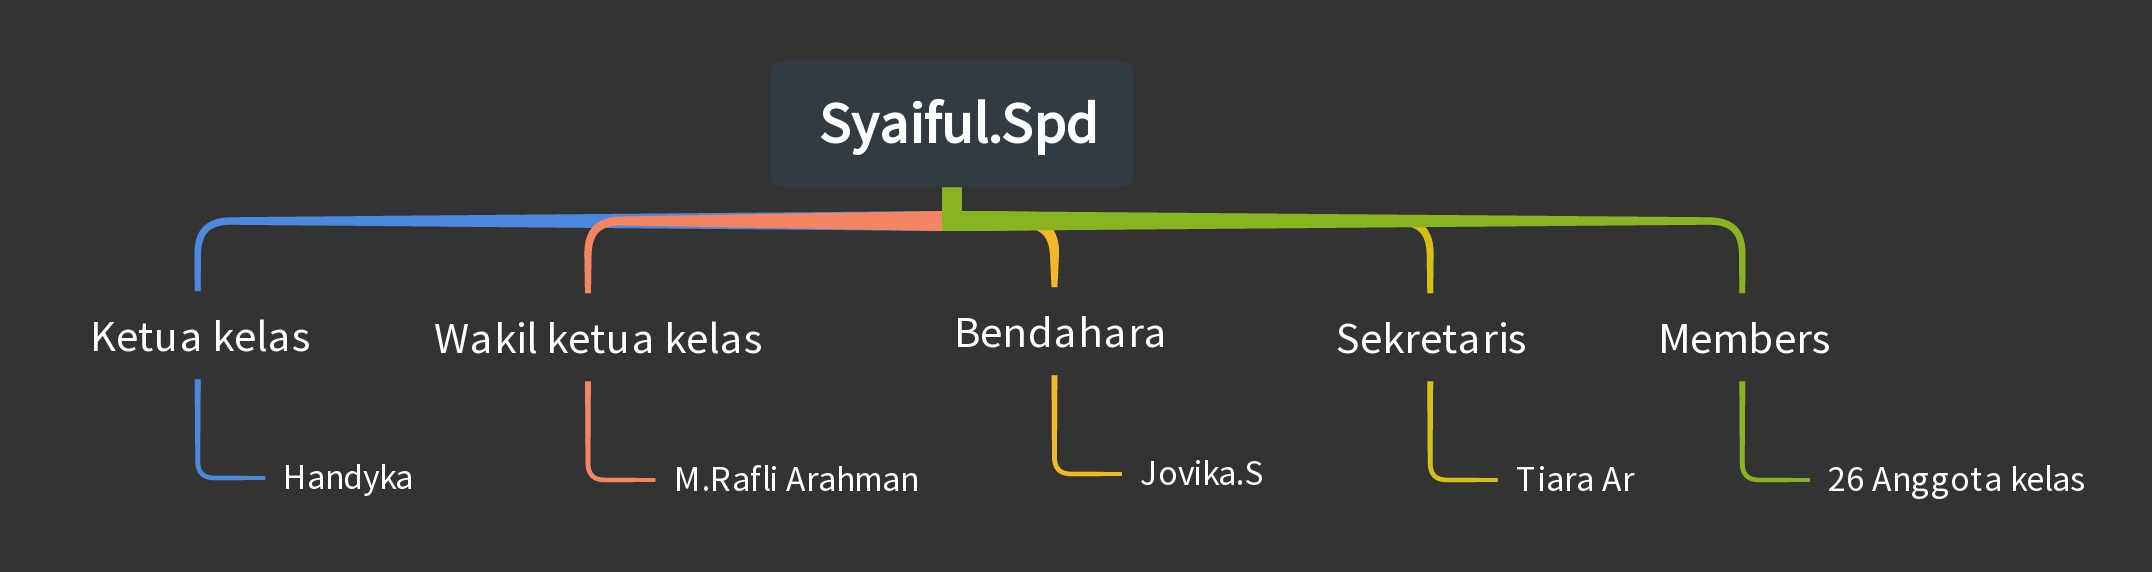 Syaiful.Spd
Ketua kelas
Wakil ketua kelas
Bendahara
Sekretaris
Members
Handyka
M.Rafli Arahman
Jovika.S
Tiara Ar
26 Anggota kelas